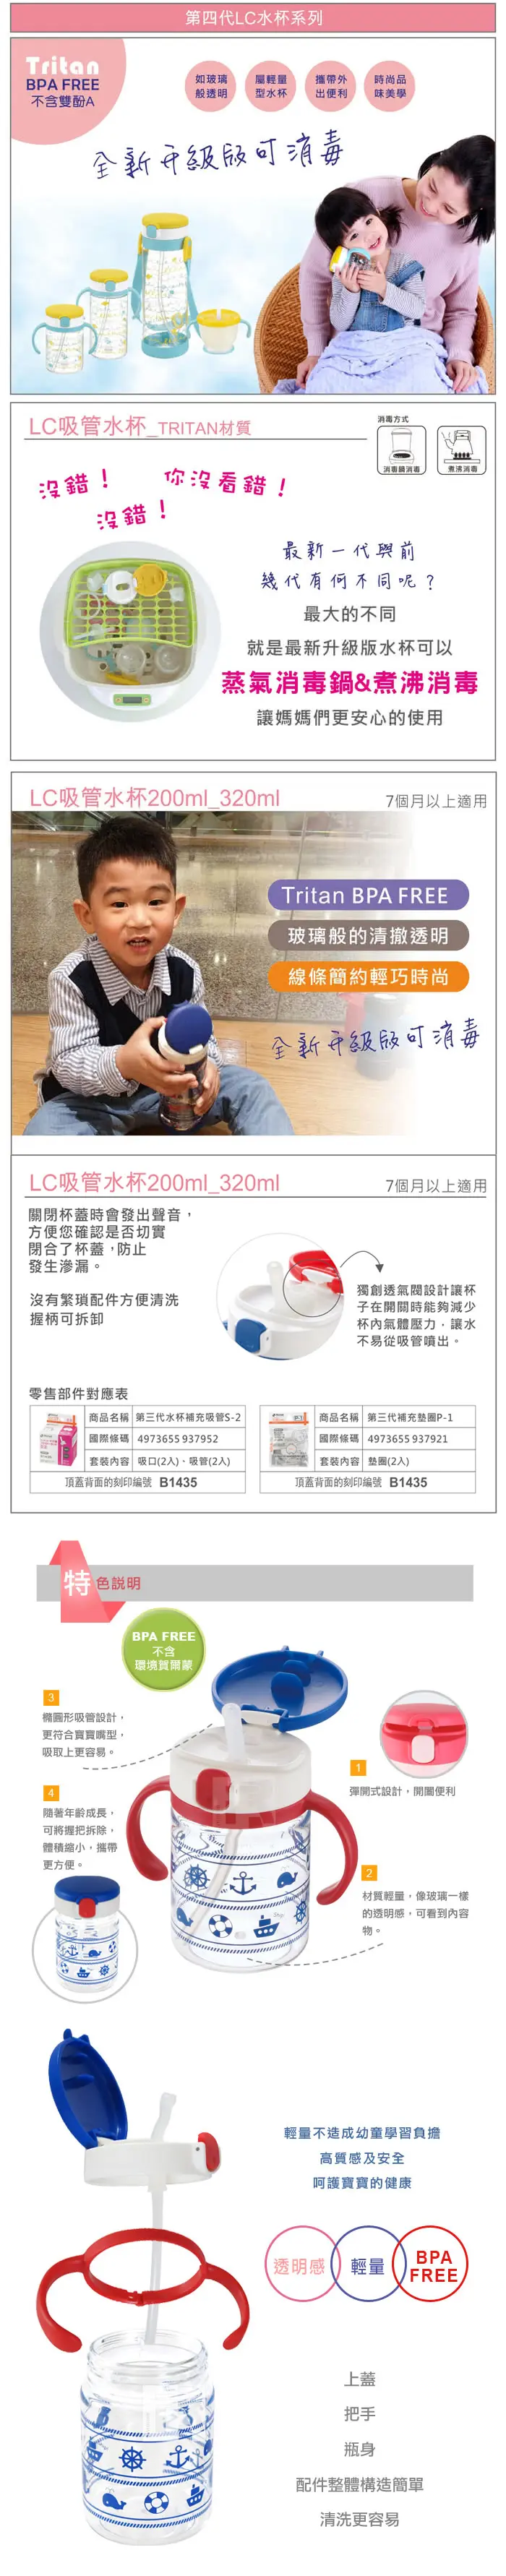 第四代LC水杯系列
Tritan
BPA FREE
不含雙酚A
如玻璃
般透明
屬輕量
型水杯
攜帶外
出便利
時尚品
味美學
全新升級版可消毒
LC吸管水杯_TRITAN材質
消毒方式
消毒鍋消毒
煮沸消毒
沒錯！
你沒看錯！
沒錯！
最新一代與前
幾代有何不同呢？
最大的不同
就是最新升級版水杯可以
蒸氣消毒鍋&煮沸消毒
讓媽媽們更安心的使用
LC吸管水杯200ml_320ml
7個月以上適用
Tritan BPA FREE
玻璃般的清撤透明
線條簡約輕巧時尚
全新升級版可消毒
LC吸管水杯200ml_320ml
7個月以上適用
關閉杯蓋時會發出聲音，
方便您確認是否切實
閉合了杯蓋，防止
發生滲漏。
沒有繁瑣配件方便清洗
握柄可拆卸
獨創透氣閥設計讓杯
子在開關時能夠減少
杯內氣體壓力．讓水
不易從吸管噴出。
零售部件對應表
商品名稱 第三代水杯補充吸管S-2
國際條碼 4973655 937952
套裝內容 吸口(2入)、吸管(2入)
頂蓋背面的刻印編號 B1435
P-1
商品名稱 第三代補充墊圈P-1
國際條碼 4973655 937921
套裝內容 墊圈(2入)
頂蓋背面的刻印編號 B1435
特色説明
BPA FREE
不含
環境賀爾蒙
3
橢圓形吸管設計，
更符合寶寶嘴型，
吸取上更容易。
1
彈開式設計，開闔便利
4
隨著年齡成長，
可將握把拆除，
體積縮小，攜帶
更方便。
2
材質輕量，像玻璃一樣
的透明感，可看到內容
物。
Ship
輕量不造成幼童學習負擔
高質感及安全
呵護寶寶的健康
透明感
輕量
BPA
FREE
上蓋
把手
瓶身
配件整體構造簡單
清洗更容易